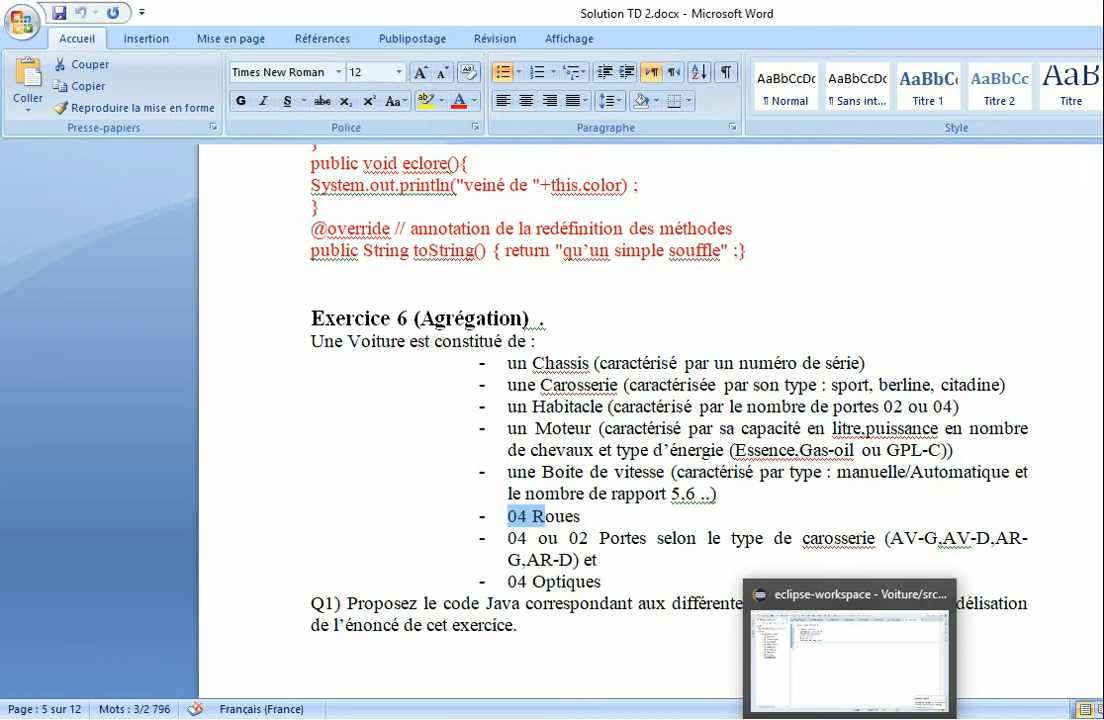 Solution TD 2.docx - Microsoft Word
Accueil Insertion Mise en page Références Publipostage Révision Affichage
Coller
Couper
Copier
Reproduire la mise en forme
Presse-papiers
Times New Roman 12
G I S abc X₂ X² Aa
Police
Paragraphe
AaBbCcDc AaBbCcDc AaBbC AaBbCc AaB
¶ Normal ¶ Sans int... Titre 1 Titre 2 Titre
Style
}
public void eclore(){
System.out.println("veiné de "+this.color) ;
}
@override // annotation de la redéfinition des méthodes
public String toString() { return "qu’un simple souffle" ;}
Exercice 6 (Agrégation) .
Une Voiture est constitué de :
- un Chassis (caractérisé par un numéro de série)
- une Carosserie (caractérisée par son type : sport, berline, citadine)
- un Habitacle (caractérisé par le nombre de portes 02 ou 04)
- un Moteur (caractérisé par sa capacité en litre,puissance en nombre
de chevaux et type d’énergie (Essence,Gas-oil ou GPL-C))
- une Boite de vitesse (caractérisé par type : manuelle/Automatique et
le nombre de rapport 5,6 ..)
- 04 Roues
- 04 ou 02 Portes selon le type de carosserie (AV-G,AV-D,AR-
G,AR-D) et
- 04 Optiques
Q1) Proposez le code Java correspondant aux différente délisation
de l’énoncé de cet exercice.
eclipse-workspace - Voiture/src...
Page : 5 sur 12 Mots : 3/2 796 Français (France)